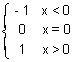 - 1 x < 0
0 x = 0
1 x > 0